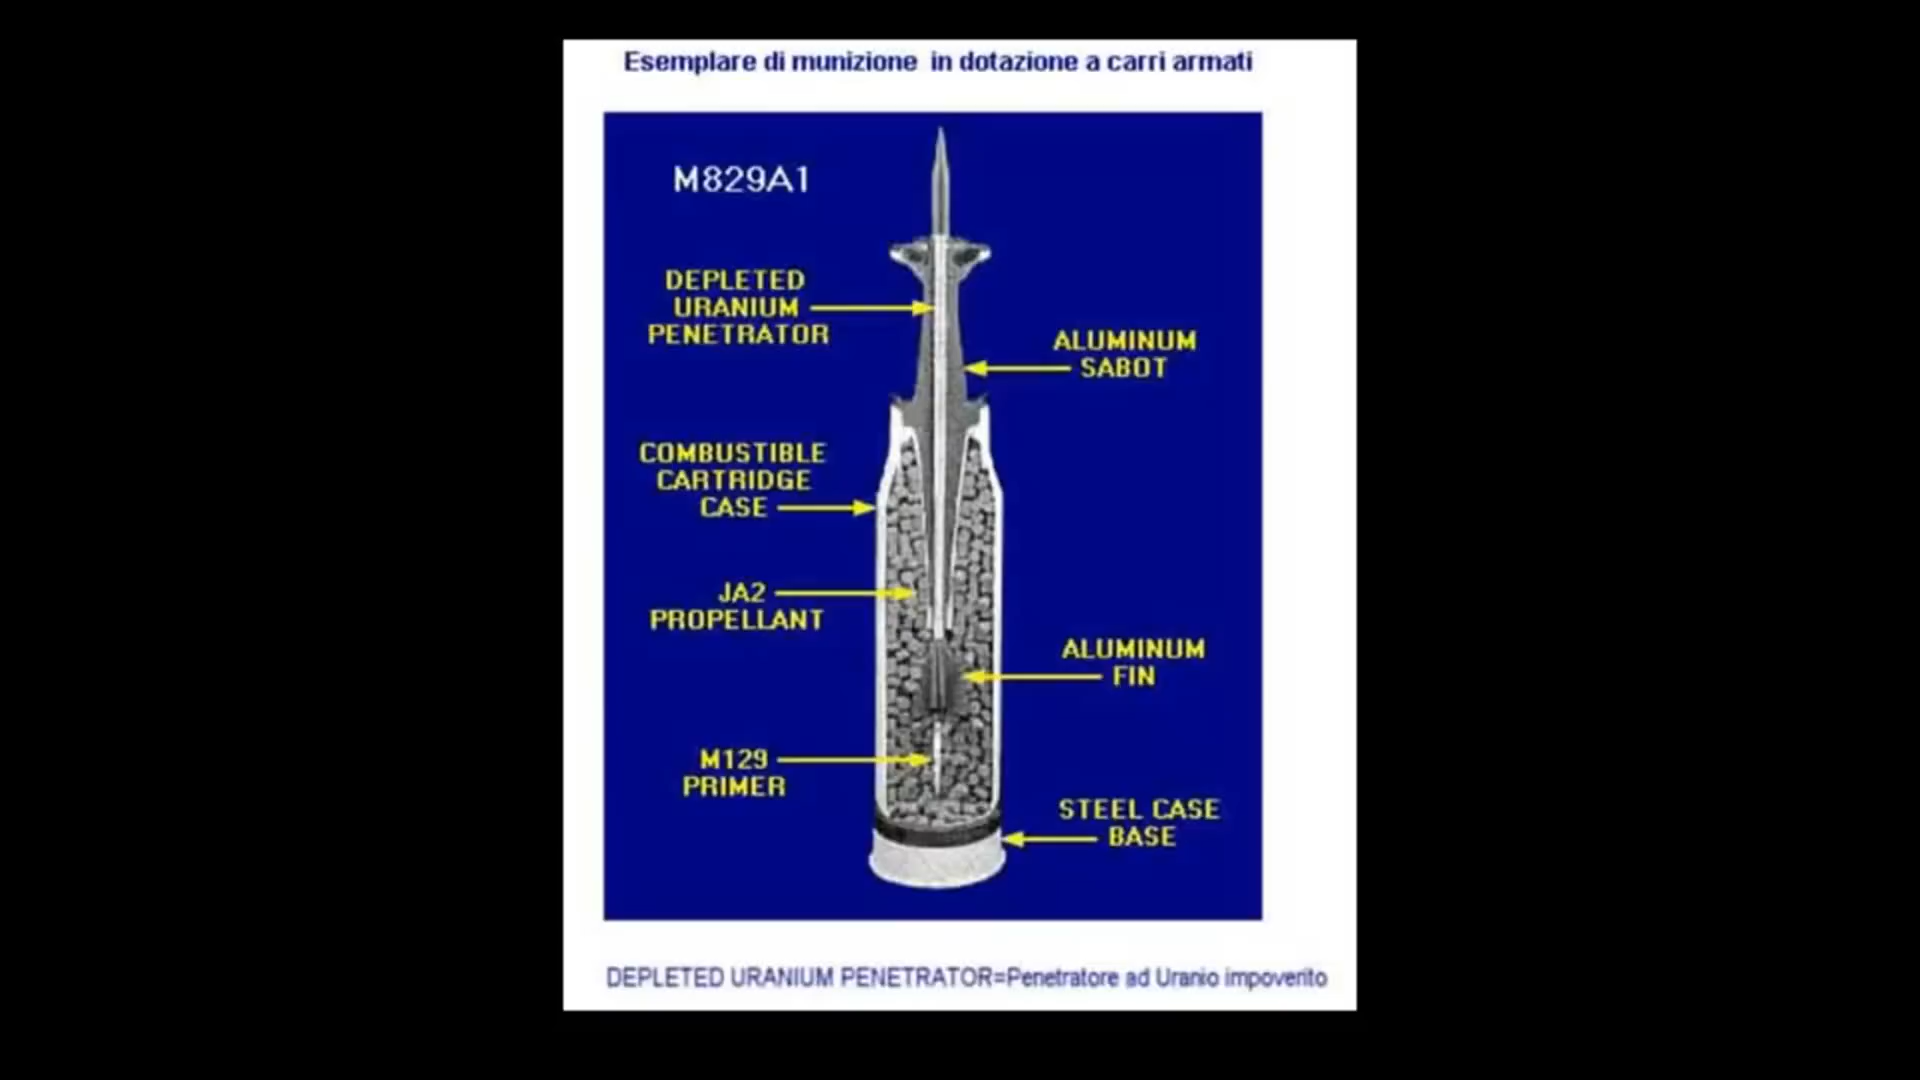 Esemplare di munizione in dotazione a carri armati
M829A1
DEPLETED
URANIUM
PENETRATOR
ALUMINUM
SABOT
COMBUSTIBLE
CARTRIDGE
CASE
JA2
PROPELLANT
ALUMINUM
FIN
M129
PRIMER
STEEL CASE
BASE
DEPLETED URANIUM PENETRATOR=Penetratore ad Uranio impoverito